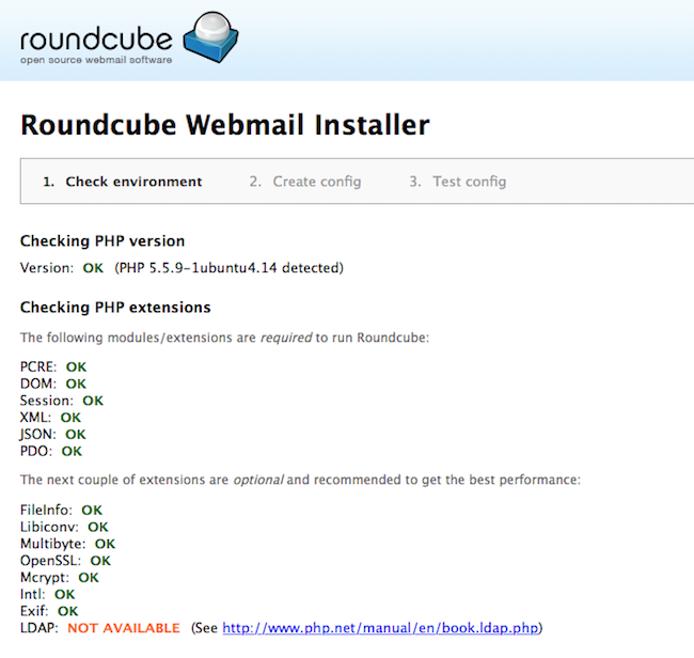 roundcube
open source webmail software
Roundcube Webmail Installer
1. Check environment 2. Create config 3. Test config
Checking PHP version
Version: OK (PHP 5.5.9-1ubuntu4.14 detected)
Checking PHP extensions
The following modules/extensions are required to run Roundcube:
PCRE: OK
DOM: OK
Session: OK
XML: OK
JSON: OK
PDO: OK
The next couple of extensions are optional and recommended to get the best performance:
FileInfo: OK
Libiconv: OK
Multibyte: OK
OpenSSL: OK
Mcrypt: OK
Intl: OK
Exif: OK
LDAP: NOT AVAILABLE (See http://www.php.net/manual/en/book.ldap.php)